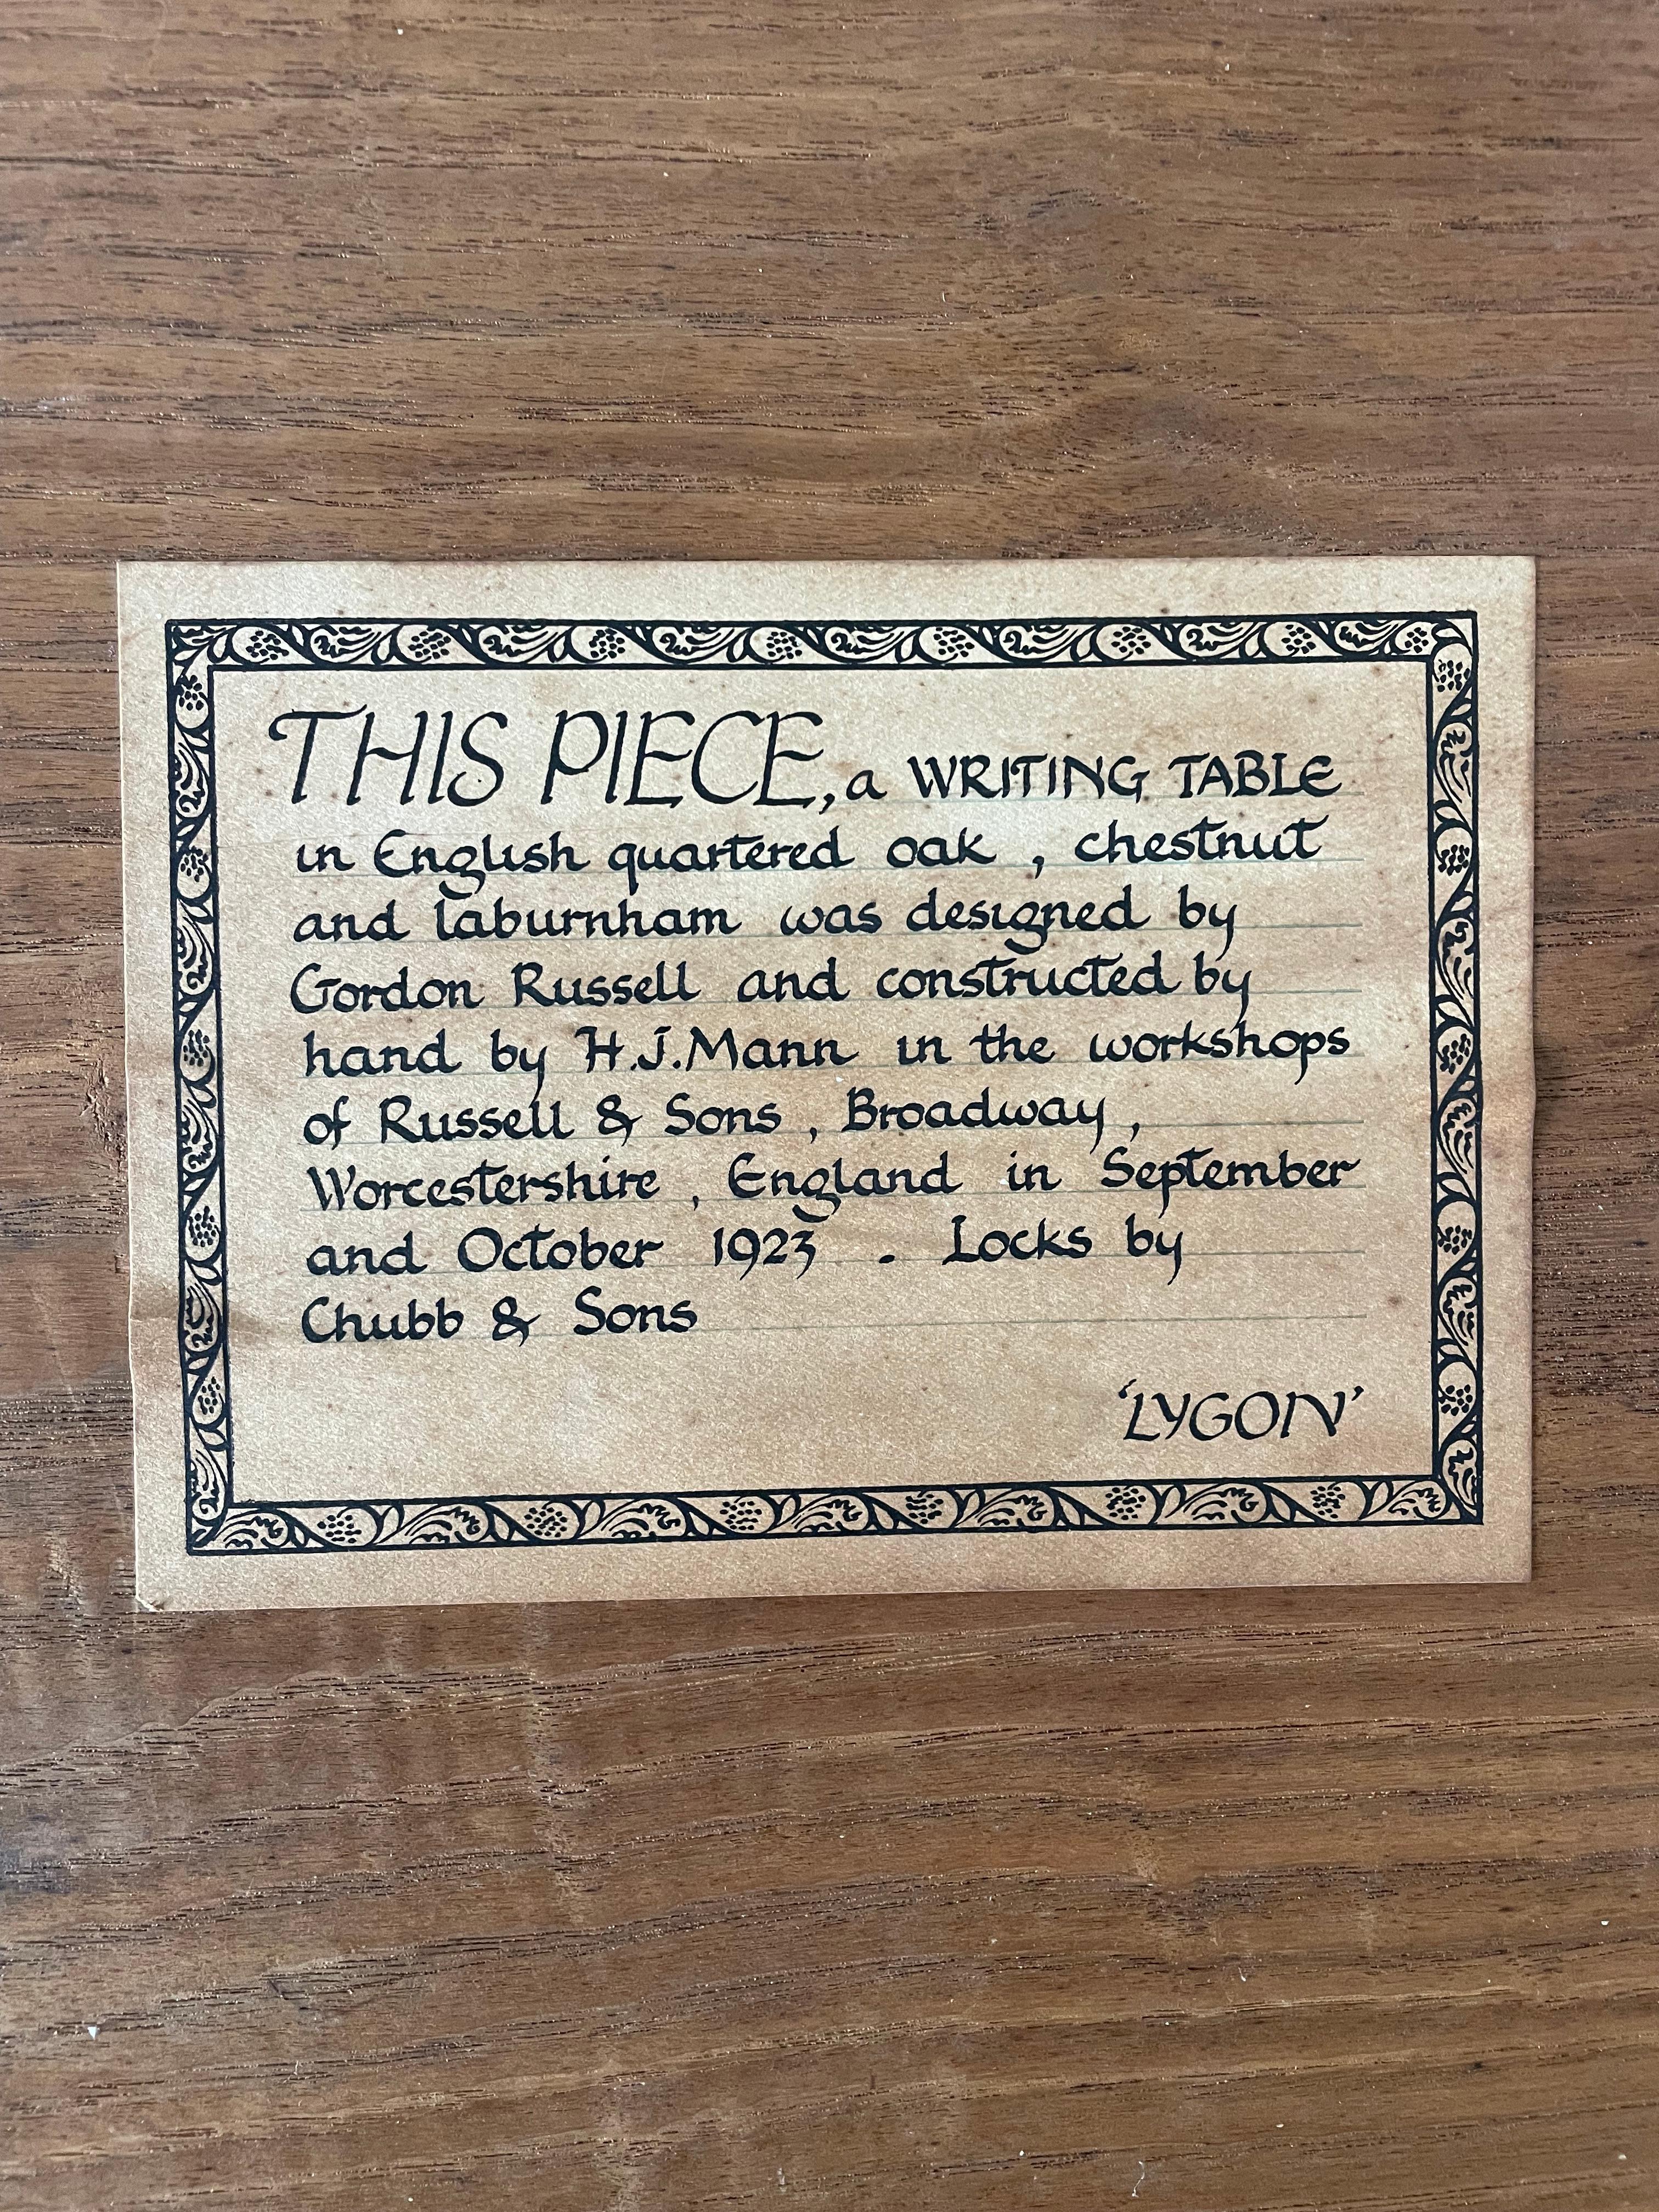 THIS PIECE, a WRITING TABLE
in English quartered oak , chestnut
and laburnham was designed by
Gordon Russell and constructed by
hand by H.J.Mann in the workshops
of Russell & Sons , Broadway ,
Worcestershire , England in September
and October 1923 . Locks by
Chubb & Sons
'LYGON'